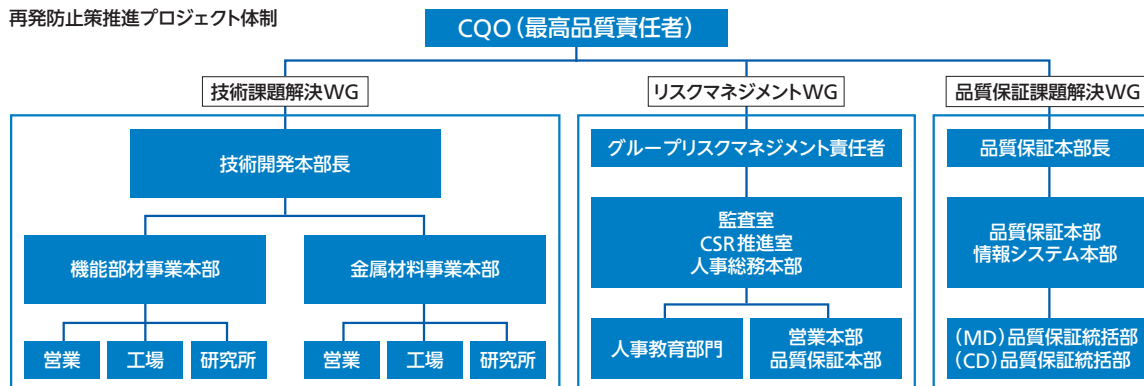 再発防止策推進プロジェクト体制
CQO（最高品質責任者）
技術課題解決WG
リスクマネジメントWG
品質保証課題解決WG
技術開発本部長
グループリスクマネジメント責任者
品質保証本部長
機能部材事業本部
金属材料事業本部
監査室
CSR推進室
人事総務本部
品質保証本部
情報システム本部
営業
工場
研究所
営業
工場
研究所
人事教育部門
営業本部
品質保証本部
（MD）品質保証統括部
（CD）品質保証統括部